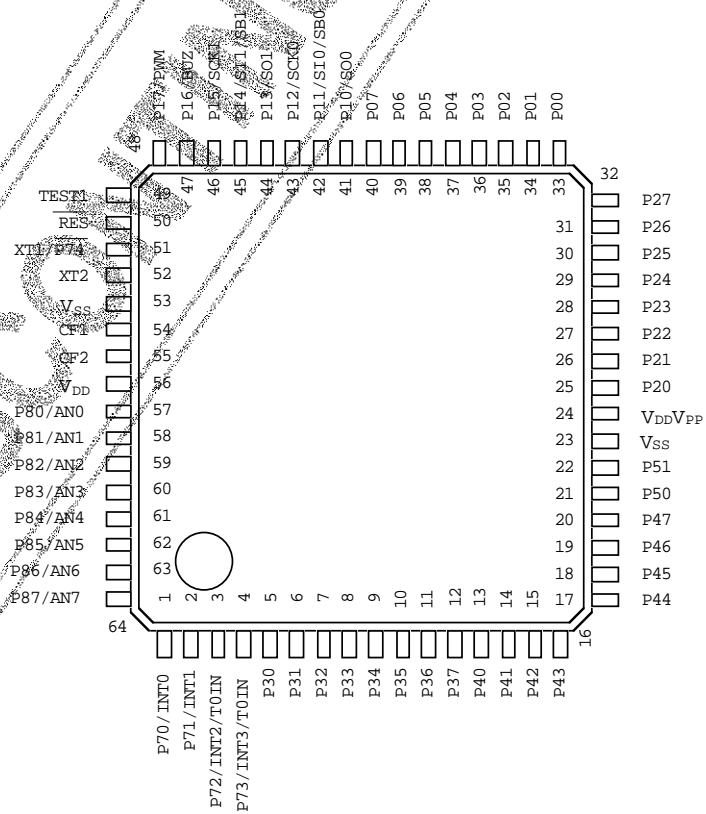 P17/PWM
P16/BUZ
P15/SCK1
P14/SI1/SB1
P13/SO1
P12/SCK0
P11/SI0/SB0
P10/SO0
P07
P06
P05
P04
P03
P02
P01
P00
48
47
46
45
44
43
42
41
40
39
38
37
36
35
34
33
32
TEST1 49
RES 50
XT1/P74 51
XT2 52
VSS 53
CF1 54
CF2 55
VDD 56
P80/AN0 57
P81/AN1 58
P82/AN2 59
P83/AN3 60
P84/AN4 61
P85/AN5 62
P86/AN6 63
P87/AN7
64
P27
31 P26
30 P25
29 P24
28 P23
27 P22
26 P21
25 P20
24 VDDVPP
23 VSS
22 P51
21 P50
20 P47
19 P46
18 P45
17 P44
1
2
3
4
5
6
7
8
9
10
11
12
13
14
15
16
P70/INT0
P71/INT1
P72/INT2/T0IN
P73/INT3/T0IN
P30
P31
P32
P33
P34
P35
P36
P37
P40
P41
P42
P43